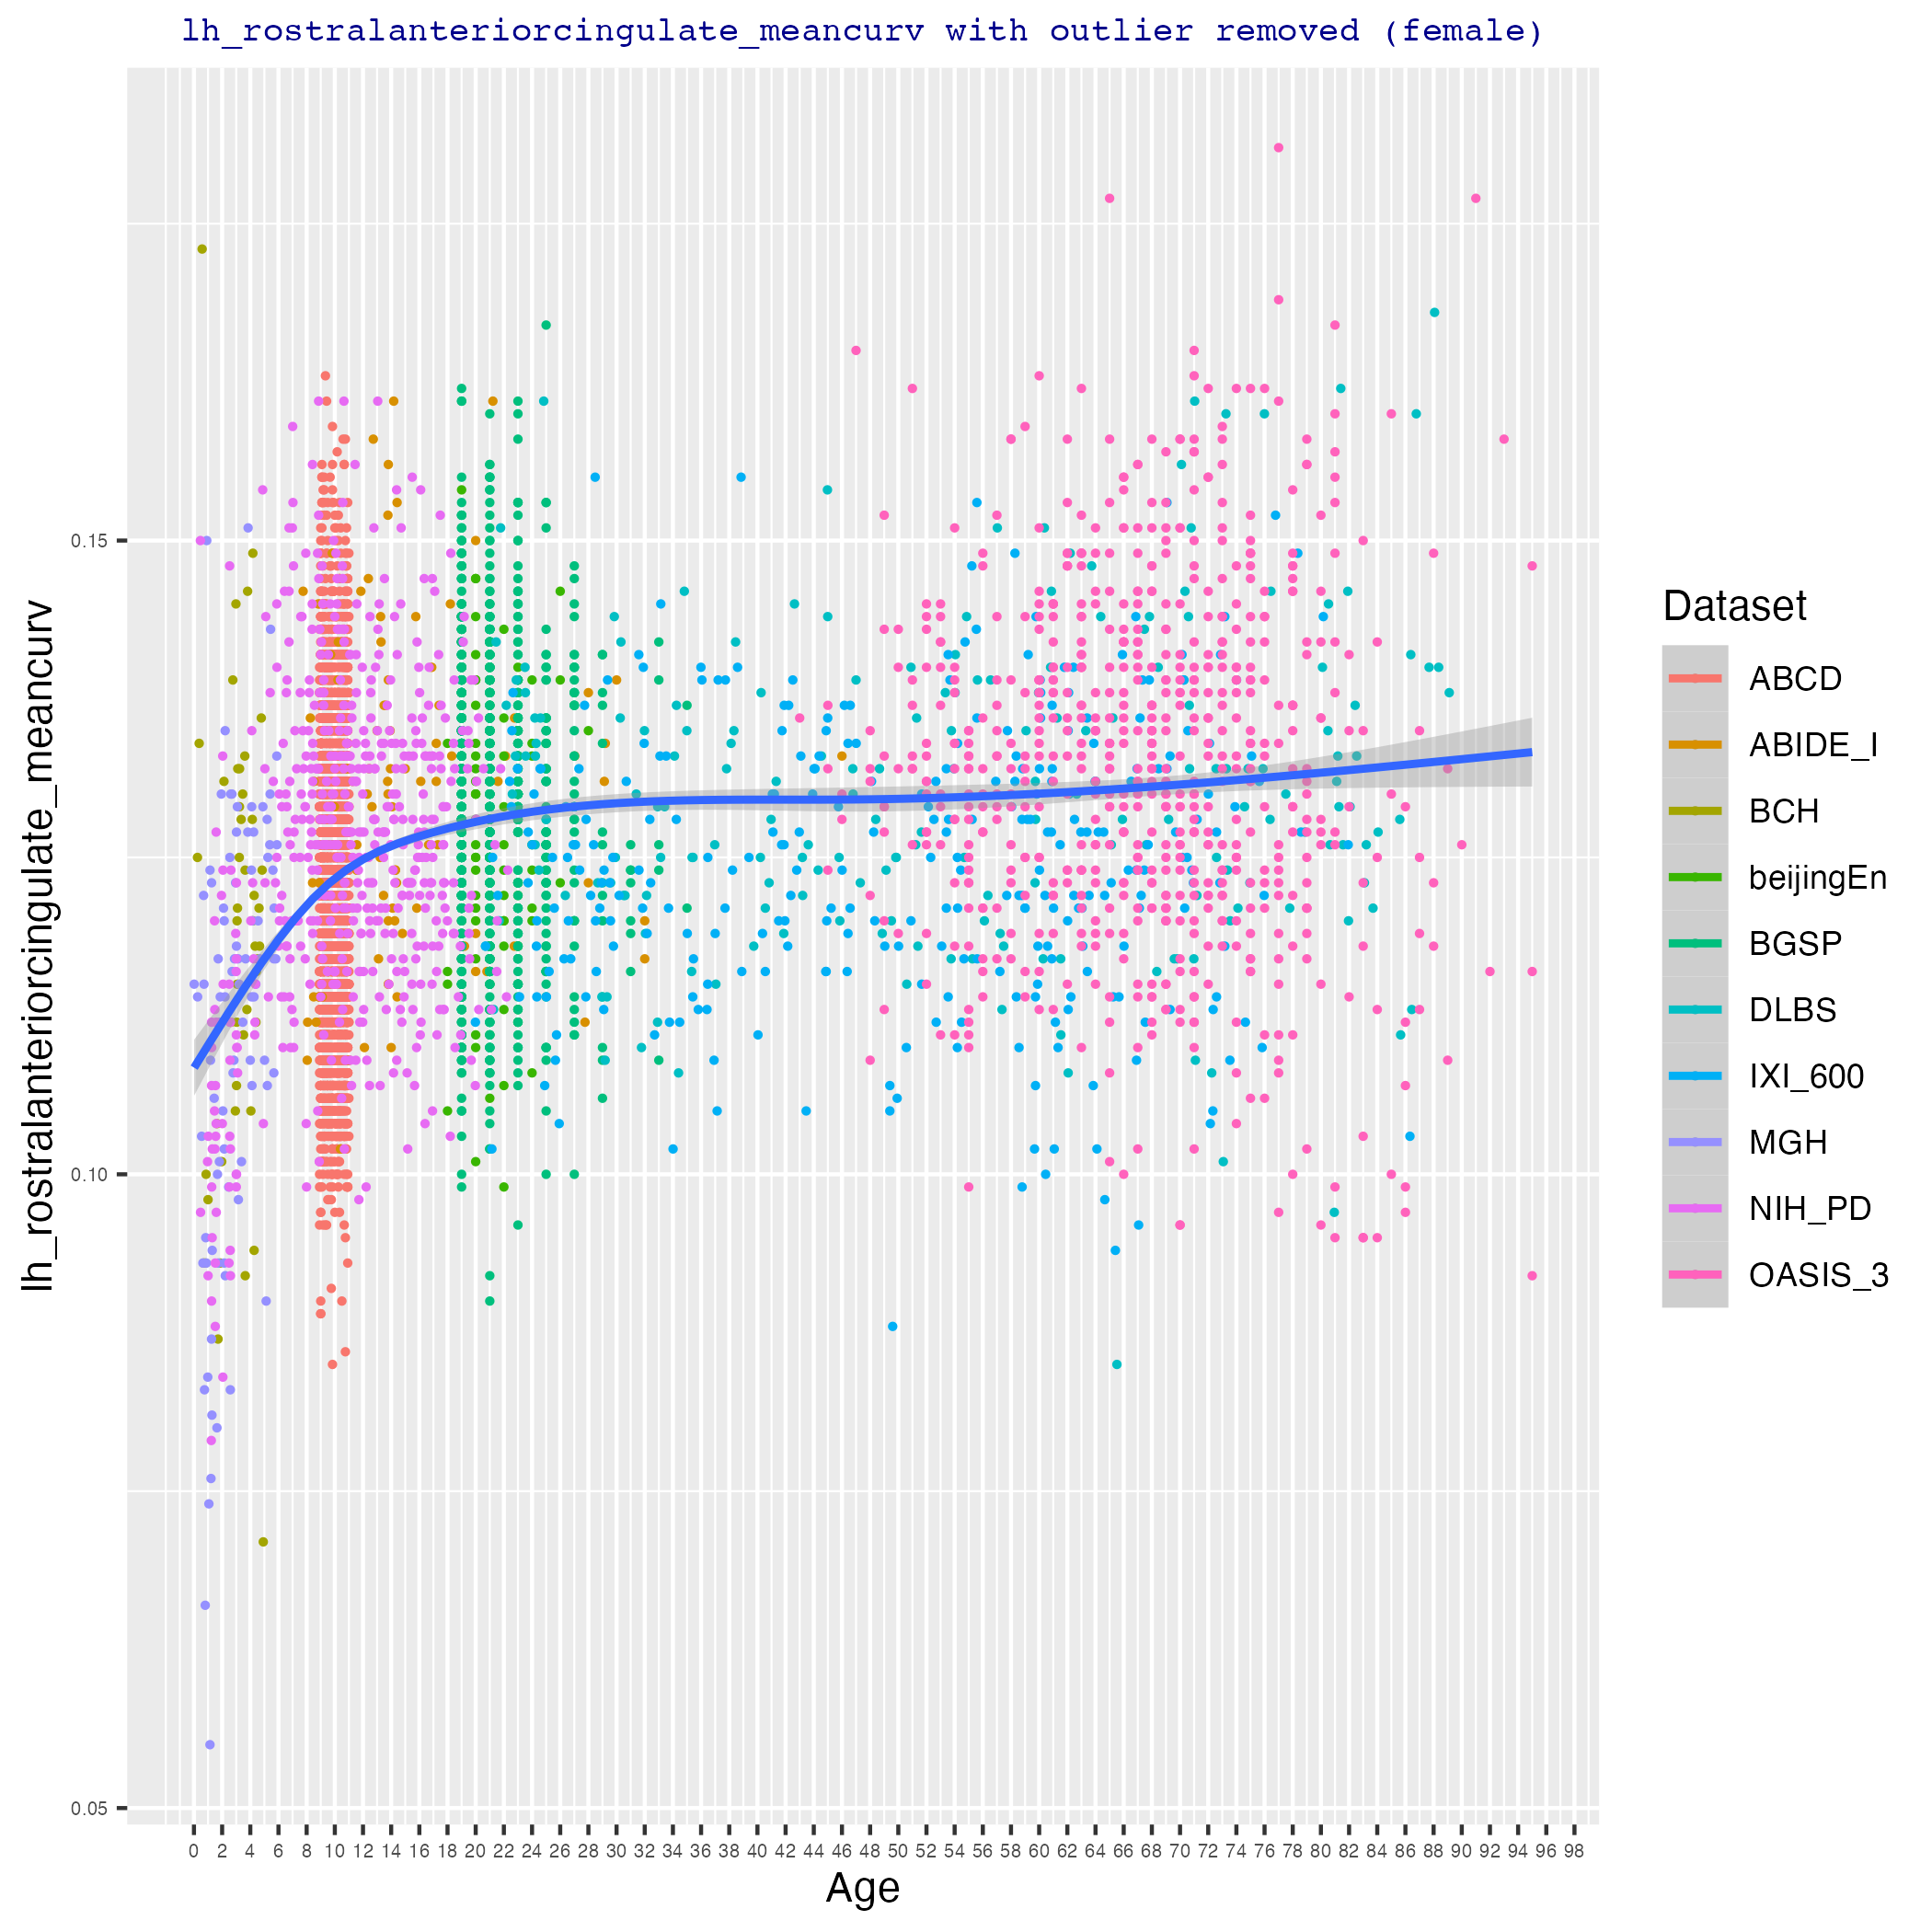 lh_rostralanteriorcingulate_meancurv with outlier removed (female)
lh_rostralanteriorcingulate_meancurv
0.15
0.10
0.05
0 2 4 6 8 10 12 14 16 18 20 22 24 26 28 30 32 34 36 38 40 42 44 46 48 50 52 54 56 58 60 62 64 66 68 70 72 74 76 78 80 82 84 86 88 90 92 94 96 98
Age
Dataset
ABCD
ABIDE_I
BCH
beijingEn
BGSP
DLBS
IXI_600
MGH
NIH_PD
OASIS_3